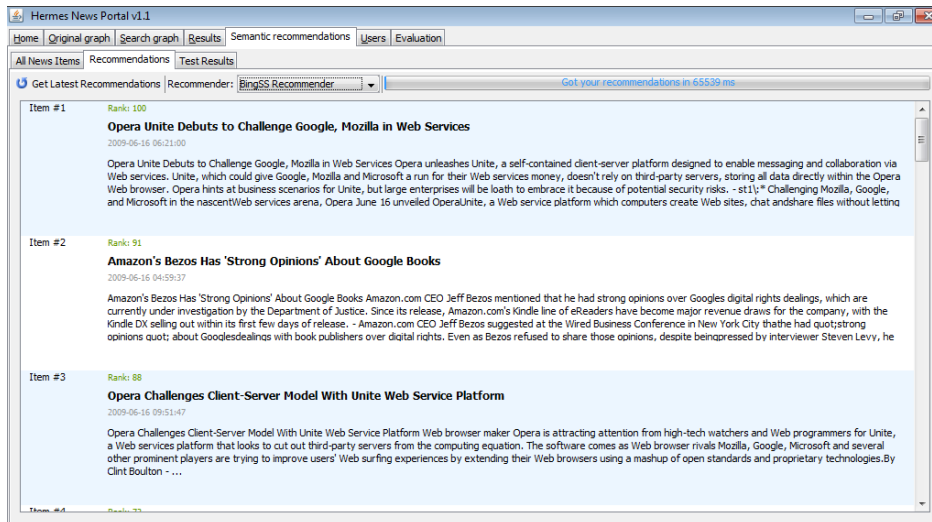 Hermes News Portal v1.1
Home Original graph Search graph Results Semantic recommendations Users Evaluation
All News Items Recommendations Test Results
Get Latest Recommendations Recommender: BingSS Recommender Got your recommendations in 65539 ms
Item #1 Rank: 100
Opera Unite Debuts to Challenge Google, Mozilla in Web Services
2009-06-16 06:21:00
Opera Unite Debuts to Challenge Google, Mozilla in Web Services Opera unleashes Unite, a self-contained client-server platform designed to enable messaging and collaboration via
Web services. Unite, which could give Google, Mozilla and Microsoft a run for their Web services money, doesn't rely on third-party servers, storing all data directly within the Opera
Web browser. Opera hints at business scenarios for Unite, but large enterprises will be loath to embrace it because of potential security risks. - st1\:* Challenging Mozilla, Google,
and Microsoft in the nascentWeb services arena, Opera June 16 unveiled OperaUnite, a Web service platform which computers create Web sites, chat andshare files without letting
Item #2 Rank: 91
Amazon's Bezos Has 'Strong Opinions' About Google Books
2009-06-16 04:59:37
Amazon's Bezos Has 'Strong Opinions' About Google Books Amazon.com CEO Jeff Bezos mentioned that he had strong opinions over Googles digital rights dealings, which are
currently under investigation by the Department of Justice. Since its release, Amazon.com's Kindle line of eReaders have become major revenue draws for the company, with the
Kindle DX selling out within its first few days of release. - Amazon.com CEO Jeff Bezos suggested at the Wired Business Conference in New York City thathe had quot;strong
opinions quot; about Googlesdealings with book publishers over digital rights. Even as Bezos refused to share those opinions, despite beingpressed by interviewer Steven Levy, he
Item #3 Rank: 88
Opera Challenges Client-Server Model With Unite Web Service Platform
2009-06-16 09:51:47
Opera Challenges Client-Server Model With Unite Web Service Platform Web browser maker Opera is attracting attention from high-tech watchers and Web programmers for Unite,
a Web services platform that looks to cut out third-party servers from the computing equation. The software comes as Web browser rivals Mozilla, Google, Microsoft and several
other prominent players are trying to improve users' Web surfing experiences by extending their Web browsers using a mashup of open standards and proprietary technologies.By
Clint Boulton - ...
Item #4